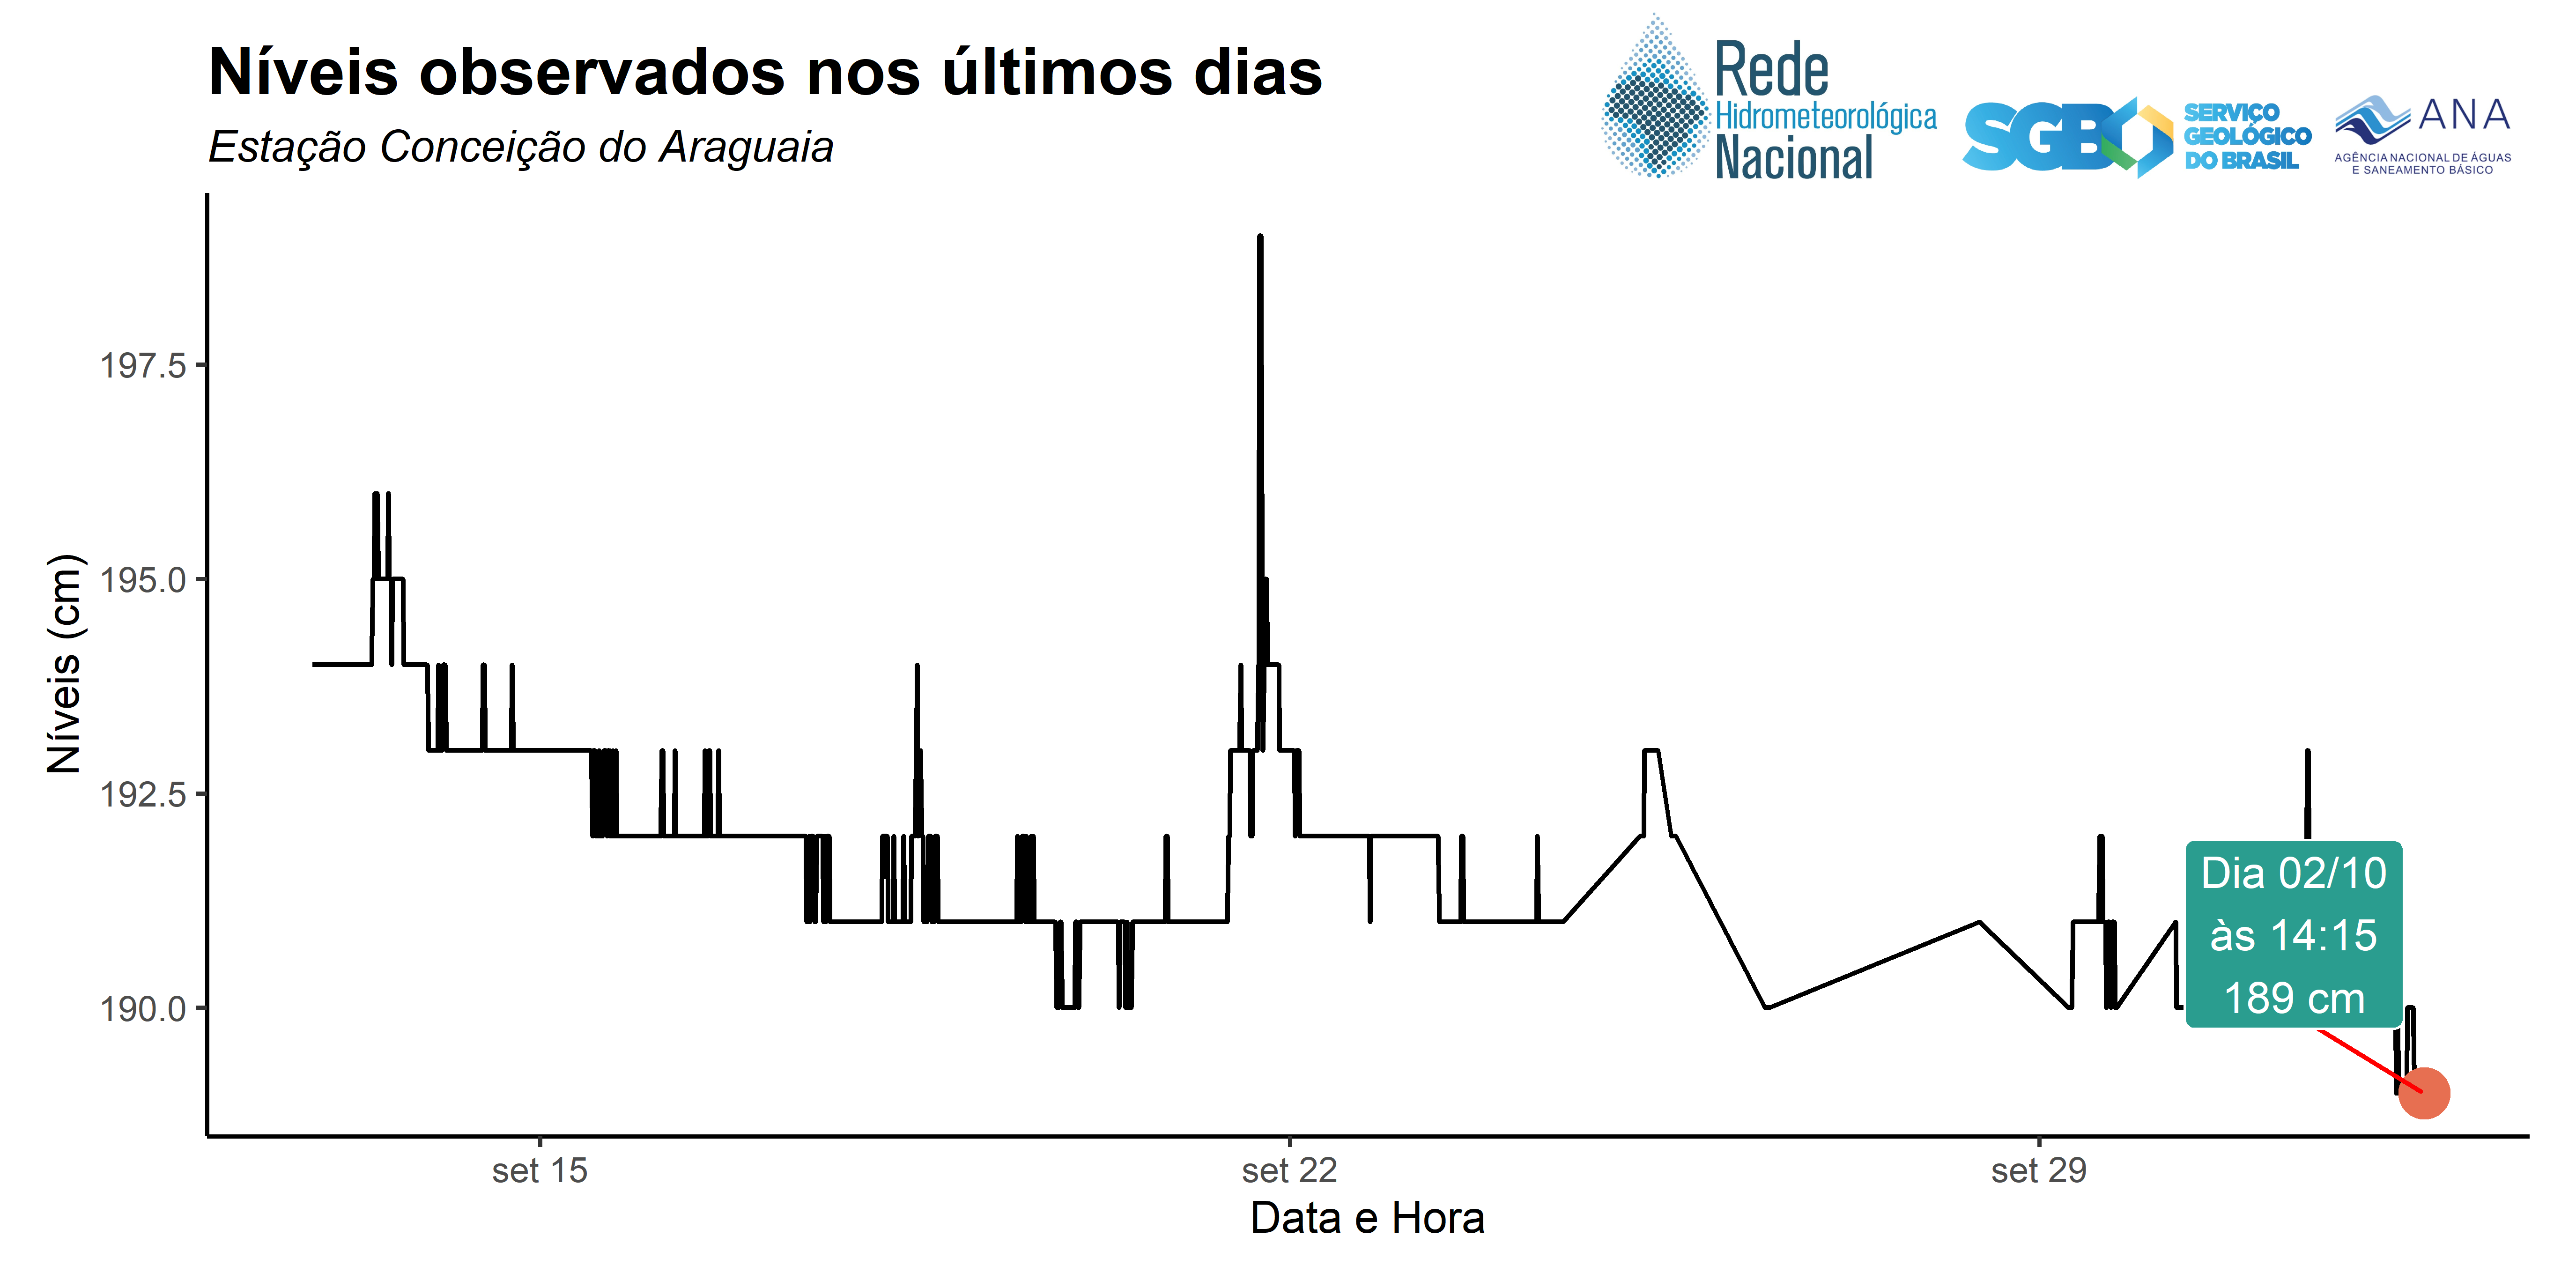 Níveis observados nos últimos dias
Estação Conceição do Araguaia
Rede
Hidrometeorológica
Nacional
SGB
SERVIÇO
GEOLÓGICO
DO BRASIL
ANA
AGÊNCIA NACIONAL DE ÁGUAS
E SANEAMENTO BÁSICO
Níveis (cm)
197.5
195.0
192.5
190.0
Dia 02/10
às 14:15
189 cm
set 15
set 22
set 29
Data e Hora